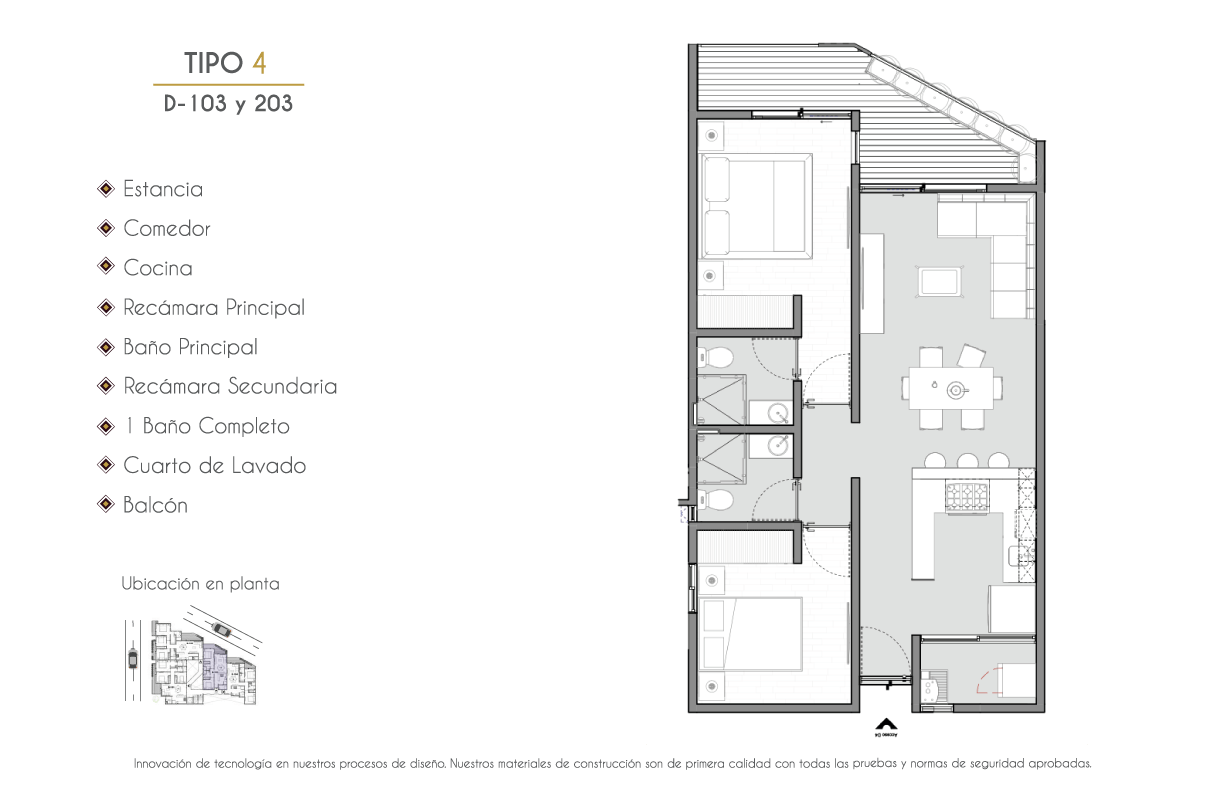 TIPO 4
D-103 y 203
Estancia
Comedor
Cocina
Recámara Principal
Baño Principal
Recámara Secundaria
1 Baño Completo
Cuarto de Lavado
Balcón
Ubicación en planta
Acceso D4
Innovación de tecnología en nuestros procesos de diseño. Nuestros materiales de construcción son de primera calidad con todas las pruebas y normas de seguridad aprobadas.